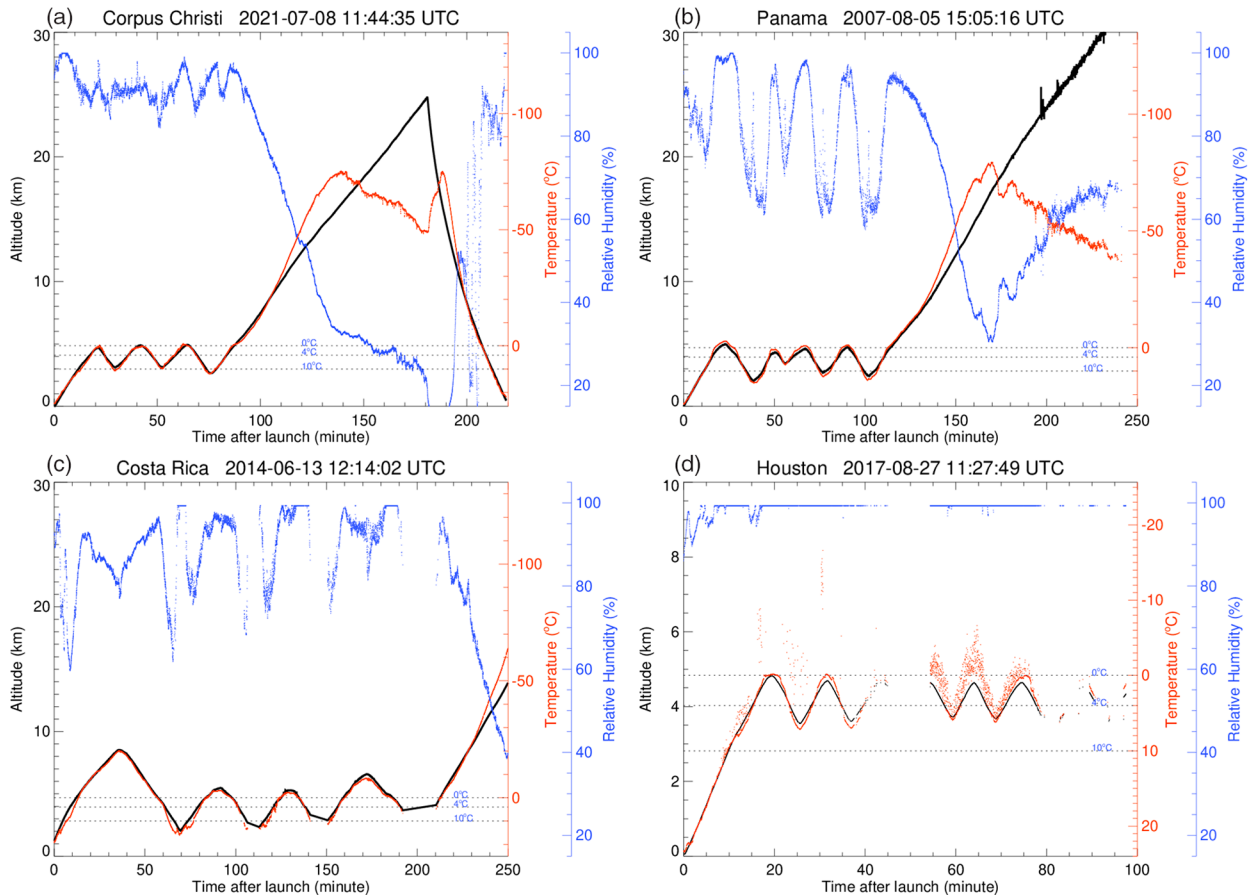 (a) Corpus Christi 2021-07-08 11:44:35 UTC
Altitude (km)
30
20
10
0
0°C
4°C
10°C
-100
-50
0
Temperature (°C)
100
80
60
40
20
Relative Humidity (%)
0 50 100 150 200
Time after launch (minute)
(b) Panama 2007-08-05 15:05:16 UTC
Altitude (km)
30
20
10
0
0°C
4°C
10°C
-100
-50
0
Temperature (°C)
100
80
60
40
20
Relative Humidity (%)
0 50 100 150 200 250
Time after launch (minute)
(c) Costa Rica 2014-06-13 12:14:02 UTC
Altitude (km)
30
20
10
0
0°C
4°C
10°C
-100
-50
0
Temperature (°C)
100
80
60
40
20
Relative Humidity (%)
0 50 100 150 200 250
Time after launch (minute)
(d) Houston 2017-08-27 11:27:49 UTC
Altitude (km)
10
8
6
4
2
0
0°C
4°C
10°C
-20
-10
0
10
20
Temperature (°C)
100
80
60
40
20
Relative Humidity (%)
0 20 40 60 80 100
Time after launch (minute)